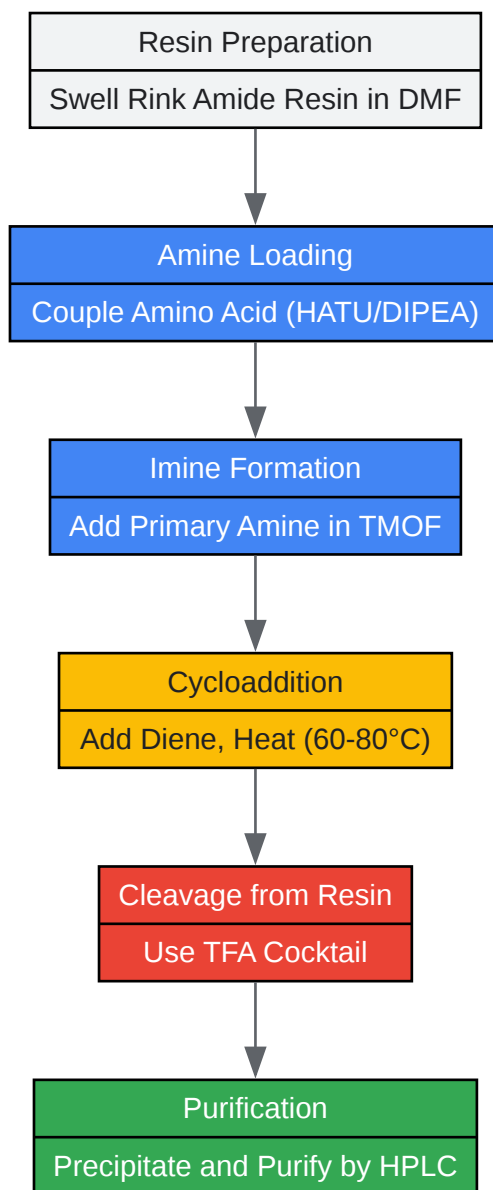 Resin Preparation
Swell Rink Amide Resin in DMF
Amine Loading
Couple Amino Acid (HATU/DIPEA)
Imine Formation
Add Primary Amine in TMOF
Cycloaddition
Add Diene, Heat (60-80°C)
Cleavage from Resin
Use TFA Cocktail
Purification
Precipitate and Purify by HPLC